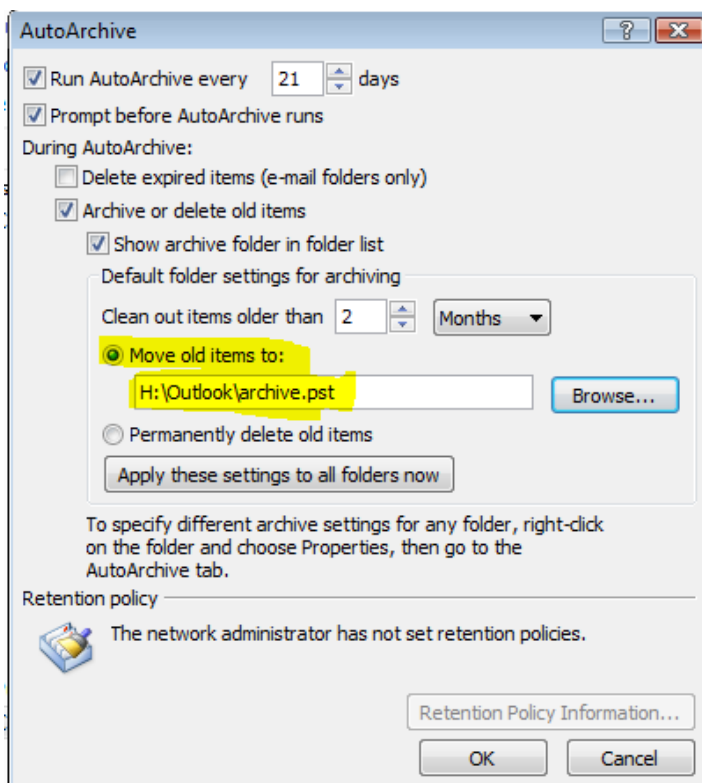 AutoArchive
Run AutoArchive every 21 days
Prompt before AutoArchive runs
During AutoArchive:
Delete expired items (e-mail folders only)
Archive or delete old items
Show archive folder in folder list
Default folder settings for archiving
Clean out items older than 2 Months
Move old items to:
H:\Outlook\archive.pst Browse...
Permanently delete old items
Apply these settings to all folders now
To specify different archive settings for any folder, right-click
on the folder and choose Properties, then go to the
AutoArchive tab.
Retention policy
The network administrator has not set retention policies.
Retention Policy Information...
OK Cancel